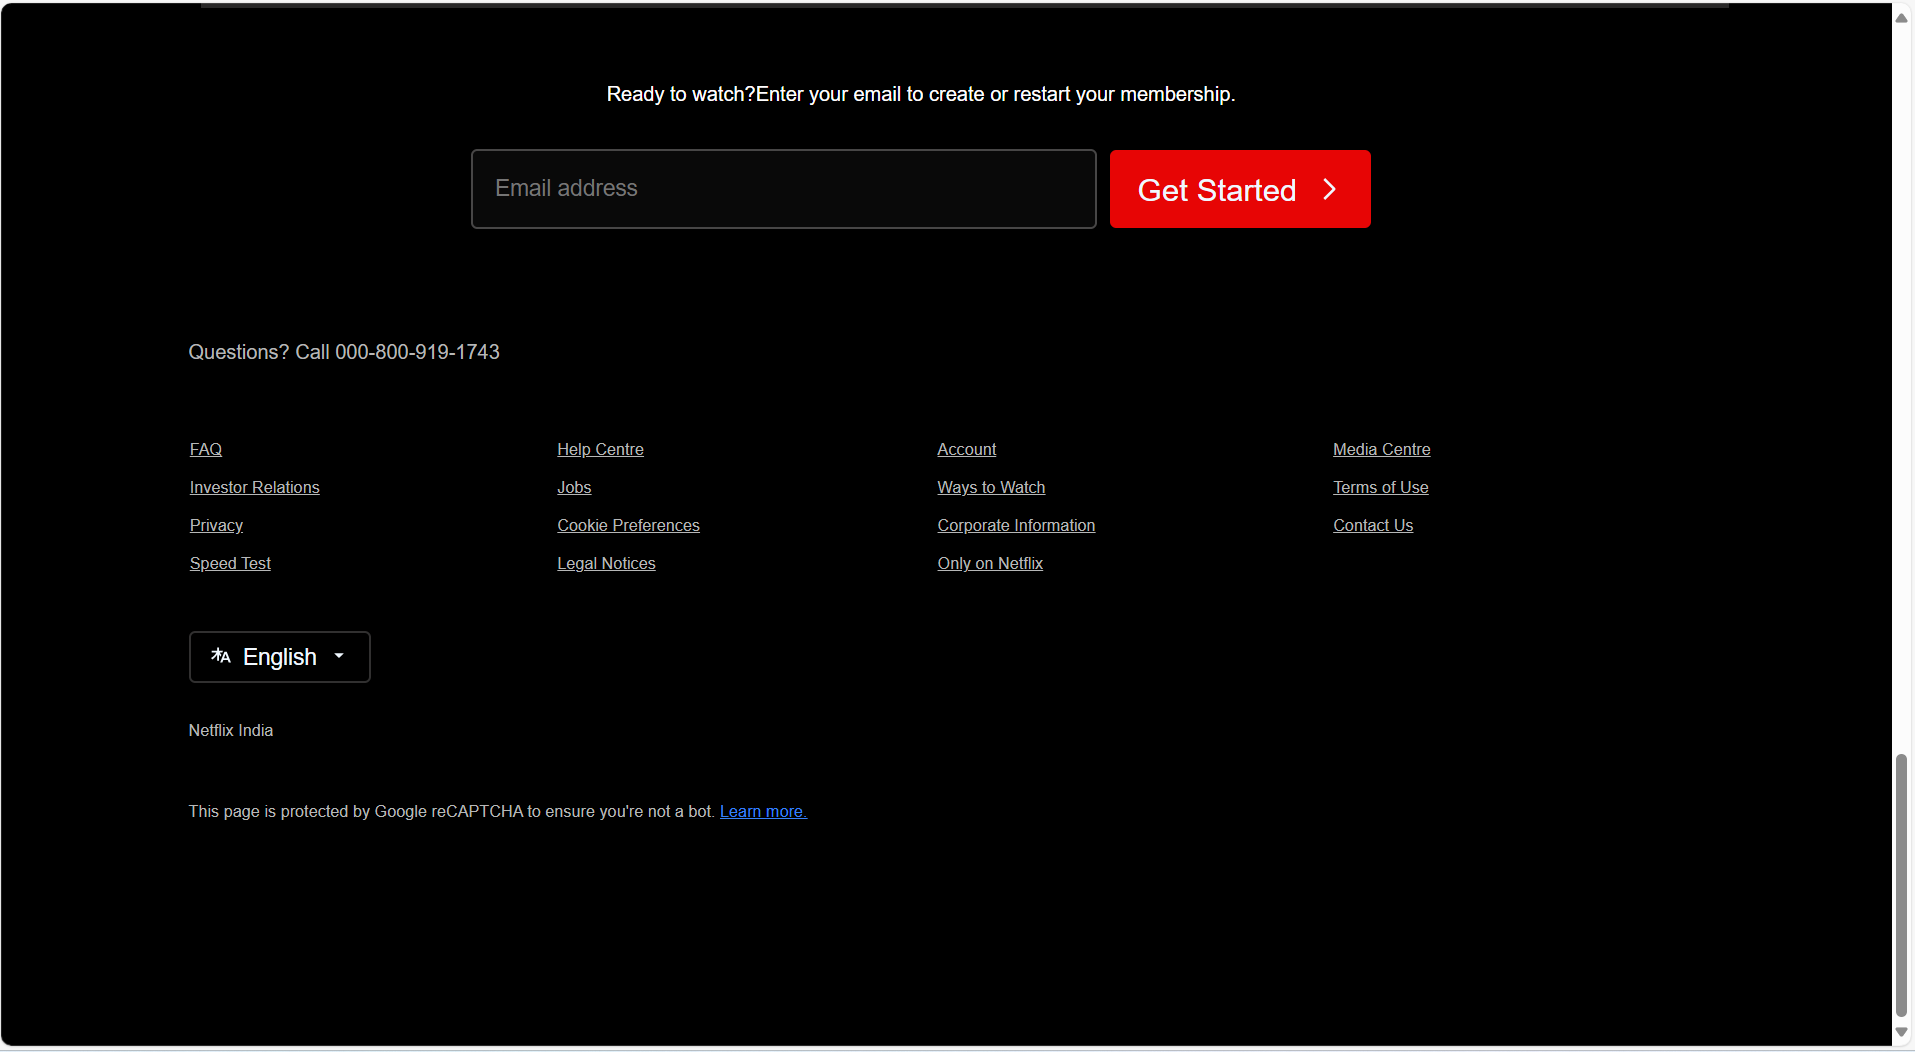 Ready to watch?Enter your email to create or restart your membership.
Email address
Get Started
Questions? Call 000-800-919-1743
FAQ
Help Centre
Account
Media Centre
Investor Relations
Jobs
Ways to Watch
Terms of Use
Privacy
Cookie Preferences
Corporate Information
Contact Us
Speed Test
Legal Notices
Only on Netflix
English
Netflix India
This page is protected by Google reCAPTCHA to ensure you're not a bot. Learn more.